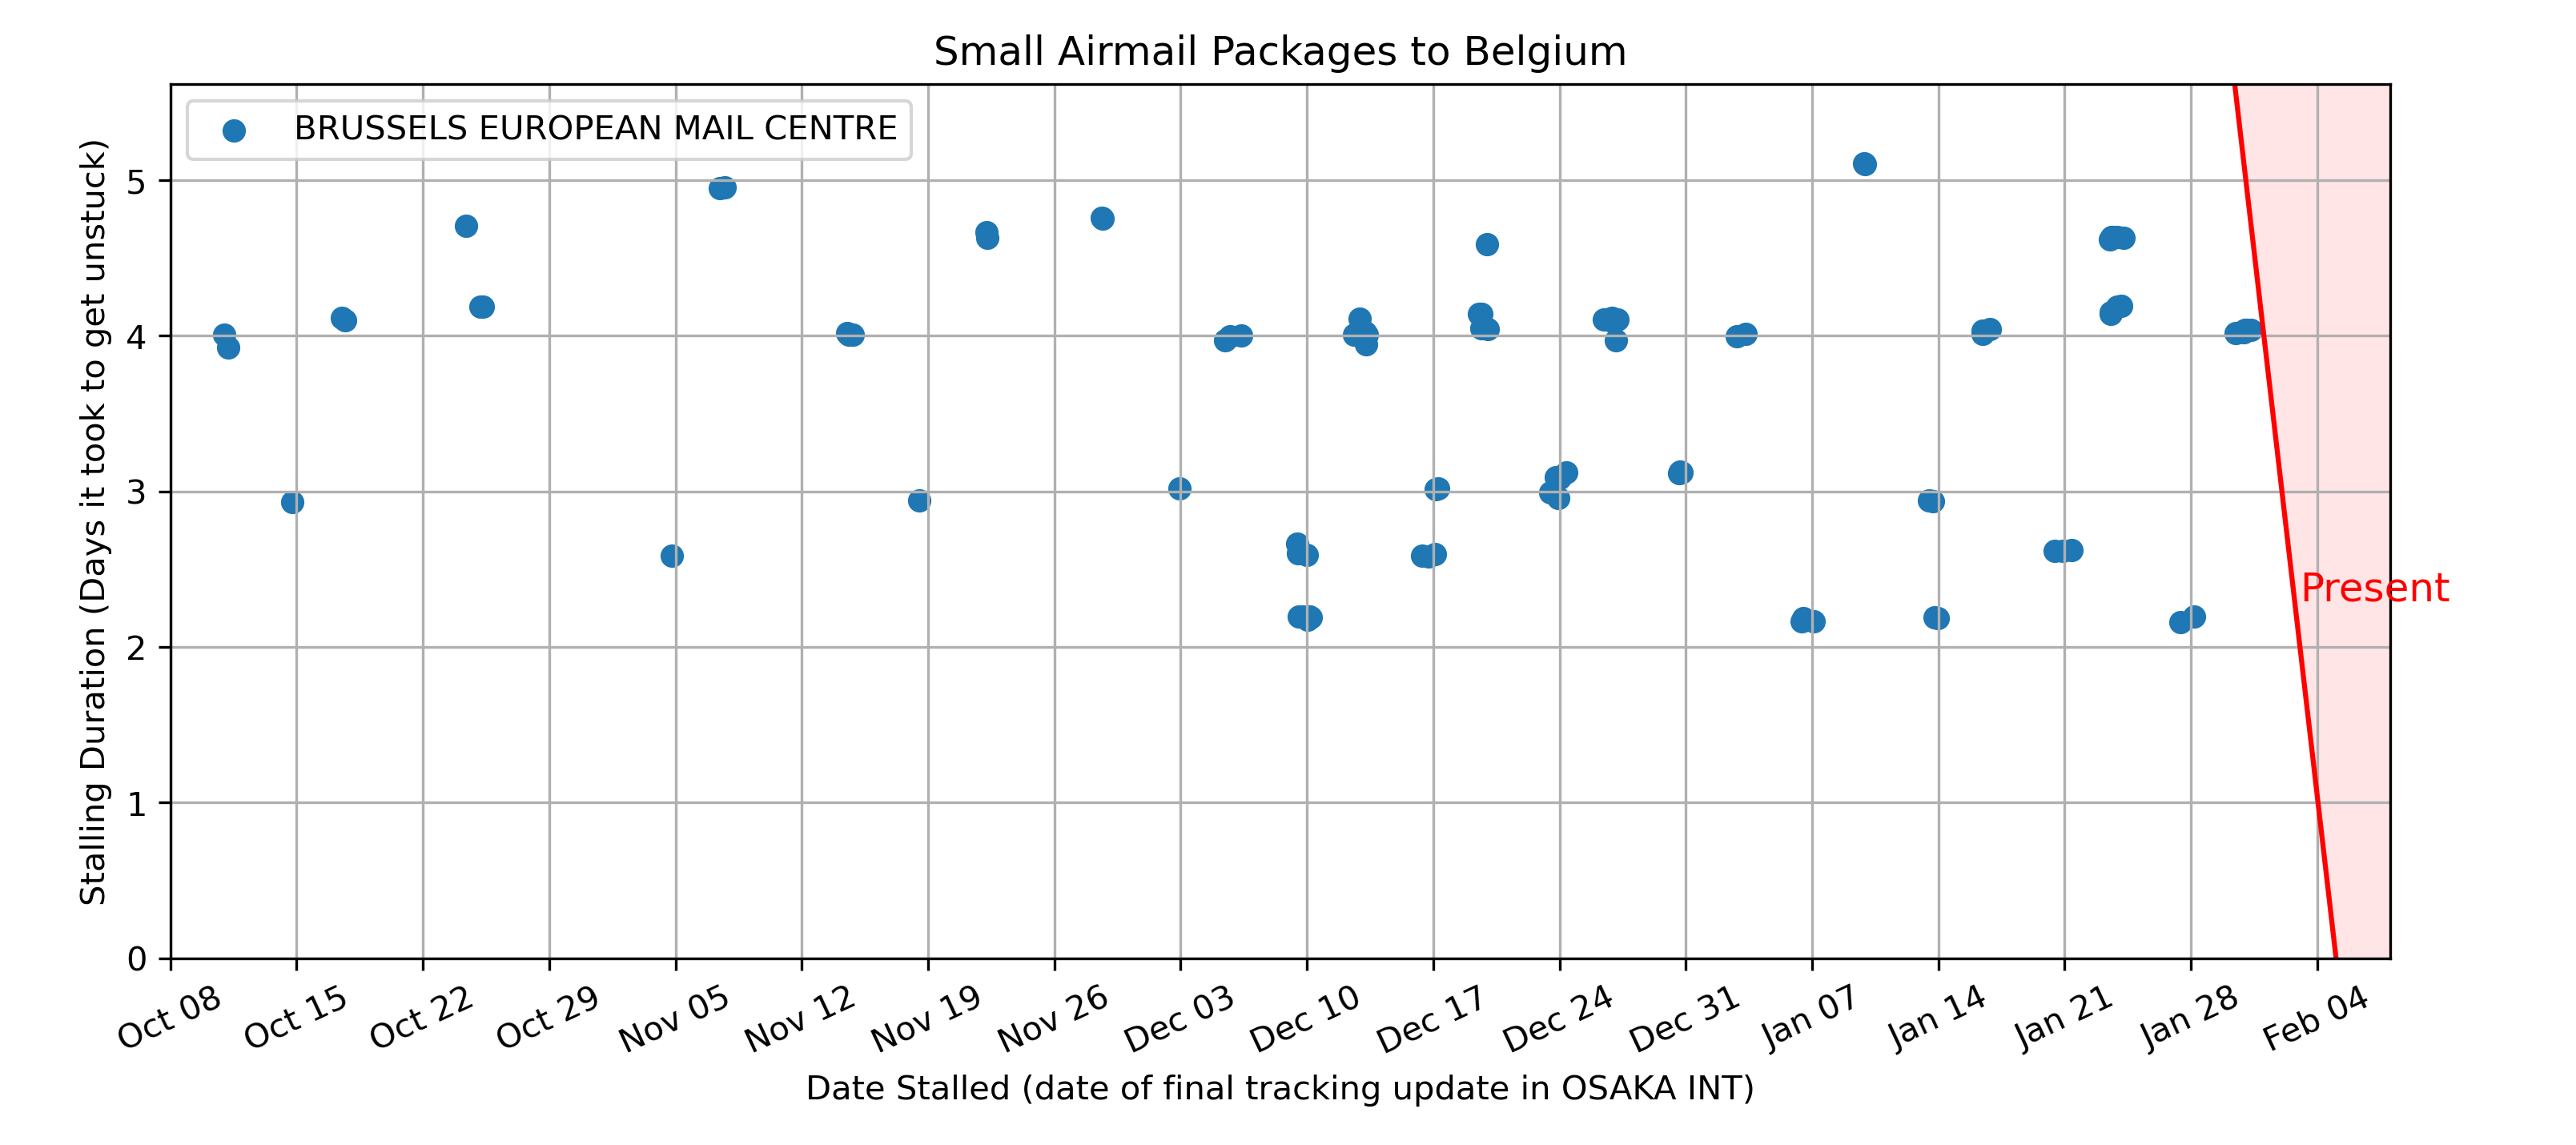 Small Airmail Packages to Belgium
BRUSSELS EUROPEAN MAIL CENTRE
Stalling Duration (Days it took to get unstuck)
5
4
3
2
1
0
Present
Oct 08
Oct 15
Oct 22
Oct 29
Nov 05
Nov 12
Nov 19
Nov 26
Dec 03
Dec 10
Dec 17
Dec 24
Dec 31
Jan 07
Jan 14
Jan 21
Jan 28
Feb 04
Date Stalled (date of final tracking update in OSAKA INT)